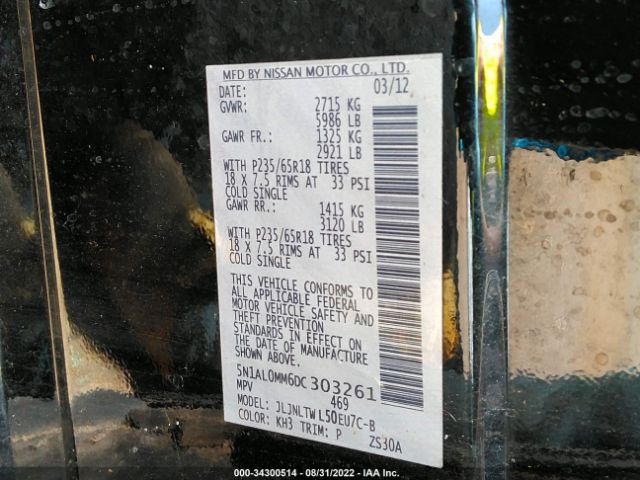 MFD BY NISSAN MOTOR CO., LTD.
DATE: 03/12
GVWR: 2715 KG
5986 LB
GAWR FR.: 1325 KG
2921 LB
WITH P235/65R18 TIRES
18 X 7.5 RIMS AT 33 PSI
COLD SINGLE
GAWR RR.: 1415 KG
3120 LB
WITH P235/65R18 TIRES
18 X 7.5 RIMS AT 33 PSI
COLD SINGLE
THIS VEHICLE CONFORMS TO
ALL APPLICABLE FEDERAL
MOTOR VEHICLE SAFETY AND
THEFT PREVENTION
STANDARDS IN EFFECT ON
THE DATE OF MANUFACTURE
SHOWN ABOVE.
5N1AL0MM6DC303261
MPV 469
MODEL: JLJNLTWL50EU7C-B
COLOR: KH3 TRIM: P ZS30A
000-34300514 - 08/31/2022 - IAA Inc.